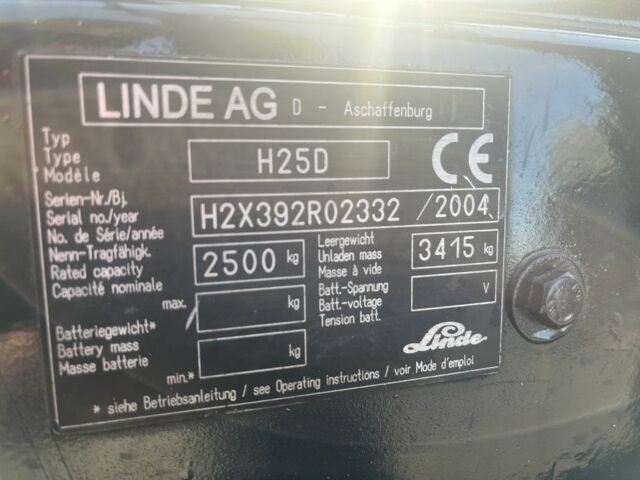 LINDE AG D - Aschaffenburg
Typ
Type
Modèle
H25D
CE
Serien-Nr./Bj.
Serial no./year
No. de Série/année
H2X392R02332 / 2004
Nenn-Tragfähigk.
Rated capacity
Capacité nominale
2500 kg
Leergewicht
Unladen mass
Masse à vide
3415 kg
Batteriegewicht*
Battery mass
Masse batterie
max. kg
min.* kg
Batt.-Spannung
Batt.-voltage
Tension batt.
V
Linde
* siehe Betriebsanleitung / see Operating instructions / voir Mode d'emploi